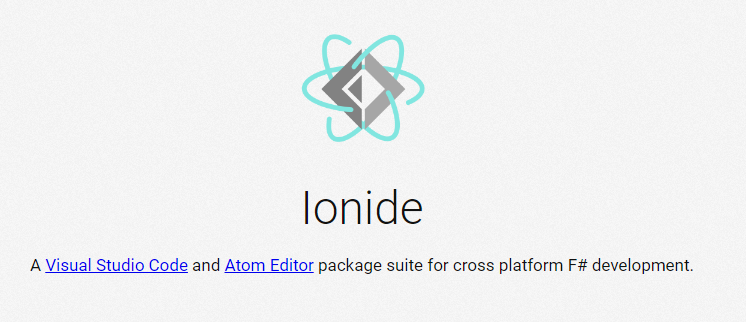 Ionide
A Visual Studio Code and Atom Editor package suite for cross platform F# development.